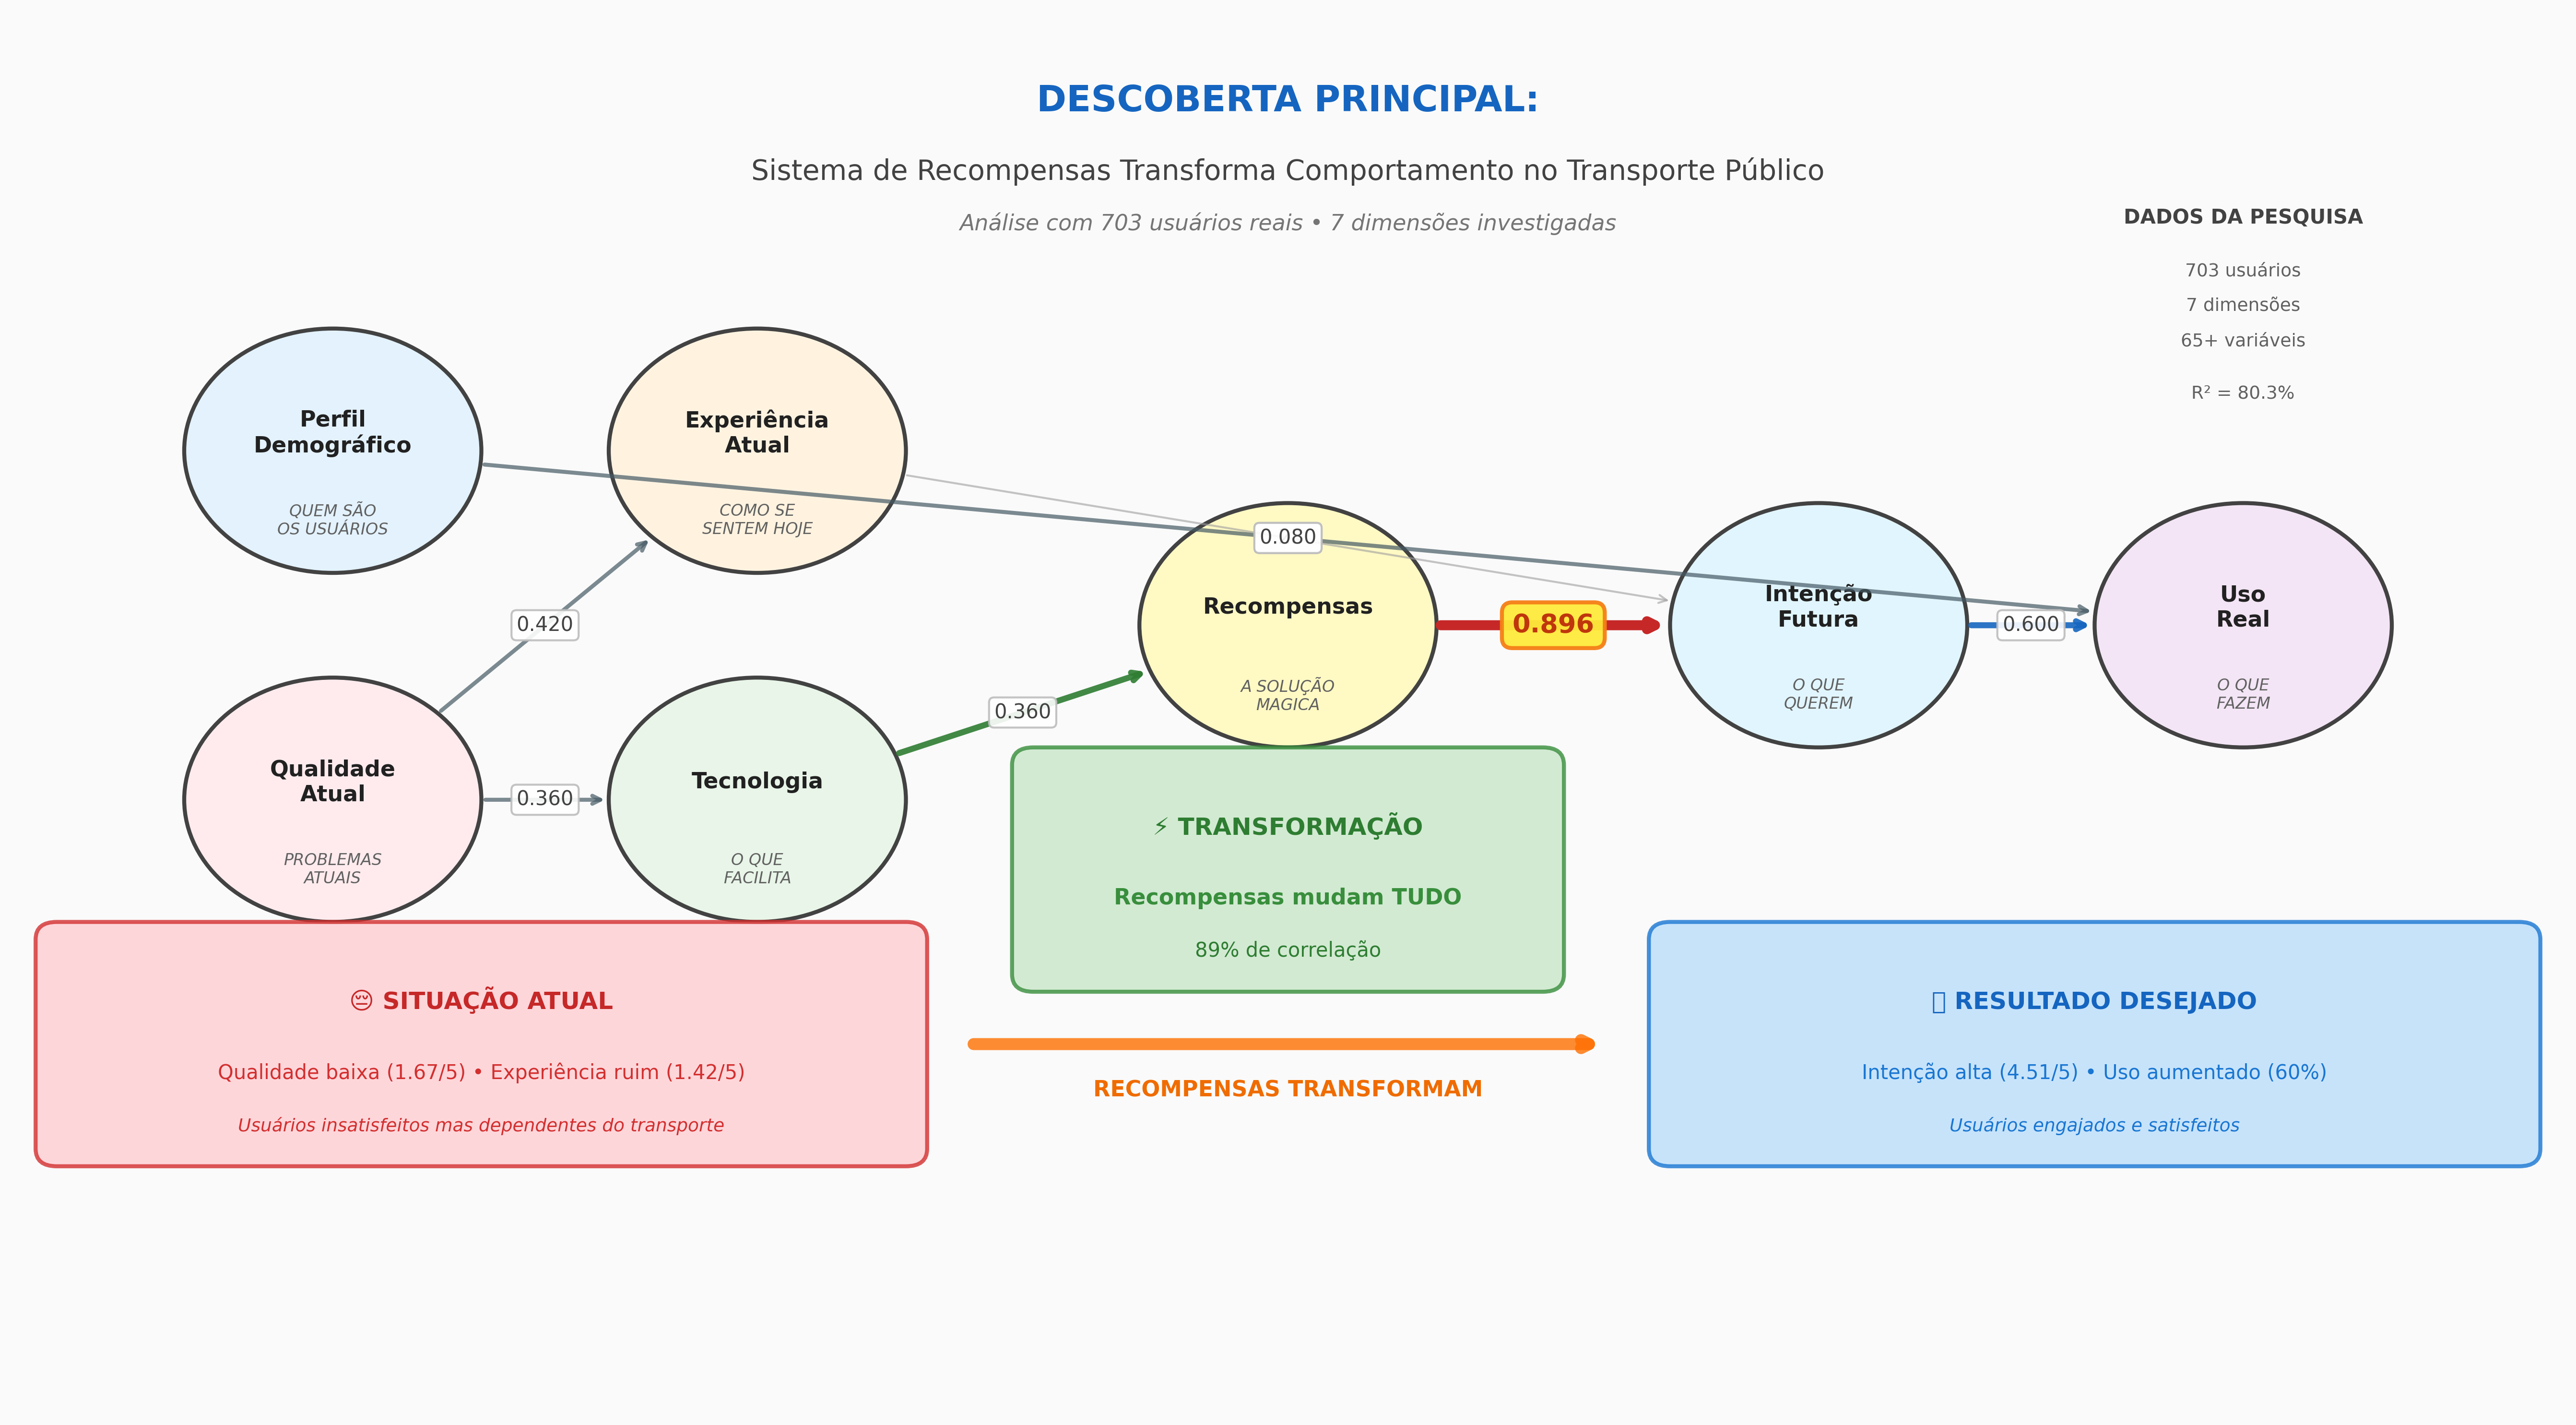 DESCOBERTA PRINCIPAL:
Sistema de Recompensas Transforma Comportamento no Transporte Público
Análise com 703 usuários reais • 7 dimensões investigadas
DADOS DA PESQUISA
703 usuários
7 dimensões
65+ variáveis
R² = 80.3%
Perfil
Demográfico
QUEM SÃO
OS USUÁRIOS
Experiência
Atual
COMO SE
SENTEM HOJE
0.080
Recompensas
A SOLUÇÃO
MAGICA
0.896
Intenção
Futura
O QUE
QUEREM
0.600
Uso
Real
O QUE
FAZEM
0.420
0.360
Qualidade
Atual
PROBLEMAS
ATUAIS
0.360
Tecnologia
O QUE
FACILITA
⚡ TRANSFORMAÇÃO
Recompensas mudam TUDO
89% de correlação
😔 SITUAÇÃO ATUAL
Qualidade baixa (1.67/5) • Experiência ruim (1.42/5)
Usuários insatisfeitos mas dependentes do transporte
RECOMPENSAS TRANSFORMAM
RESULTADO DESEJADO
Intenção alta (4.51/5) • Uso aumentado (60%)
Usuários engajados e satisfeitos